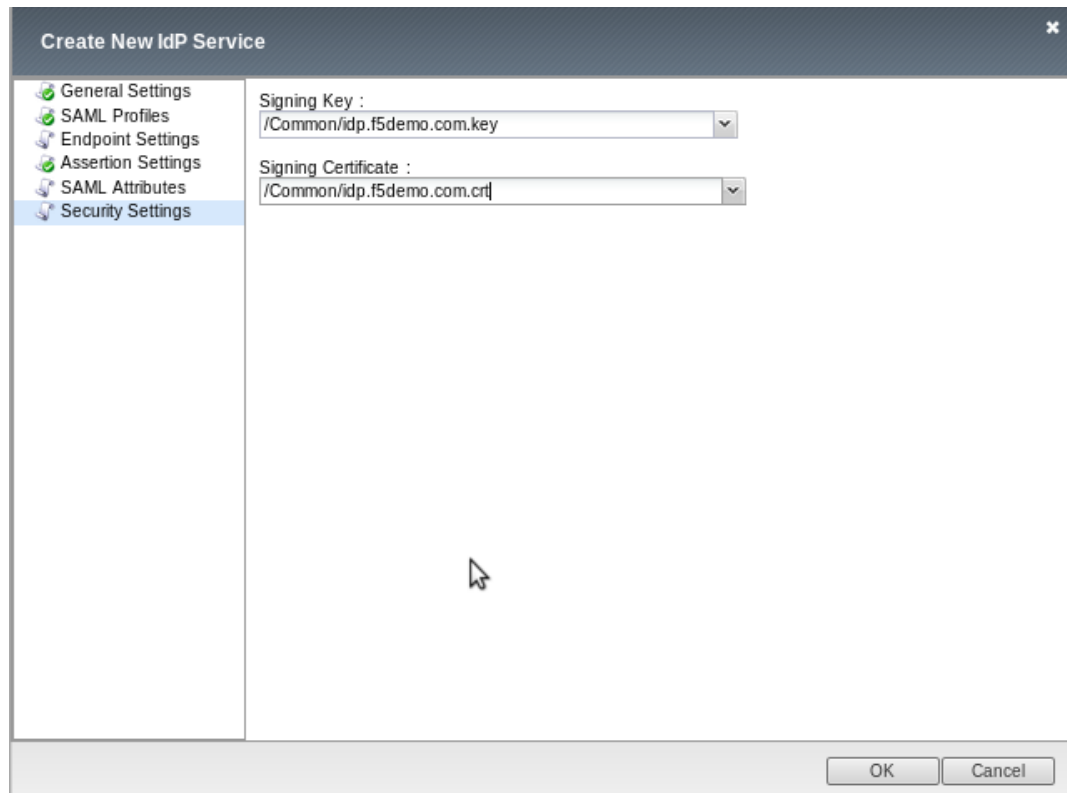 Create New IdP Service
General Settings
SAML Profiles
Endpoint Settings
Assertion Settings
SAML Attributes
Security Settings
Signing Key :
/Common/idp.f5demo.com.key
Signing Certificate :
/Common/idp.f5demo.com.crt
OK
Cancel